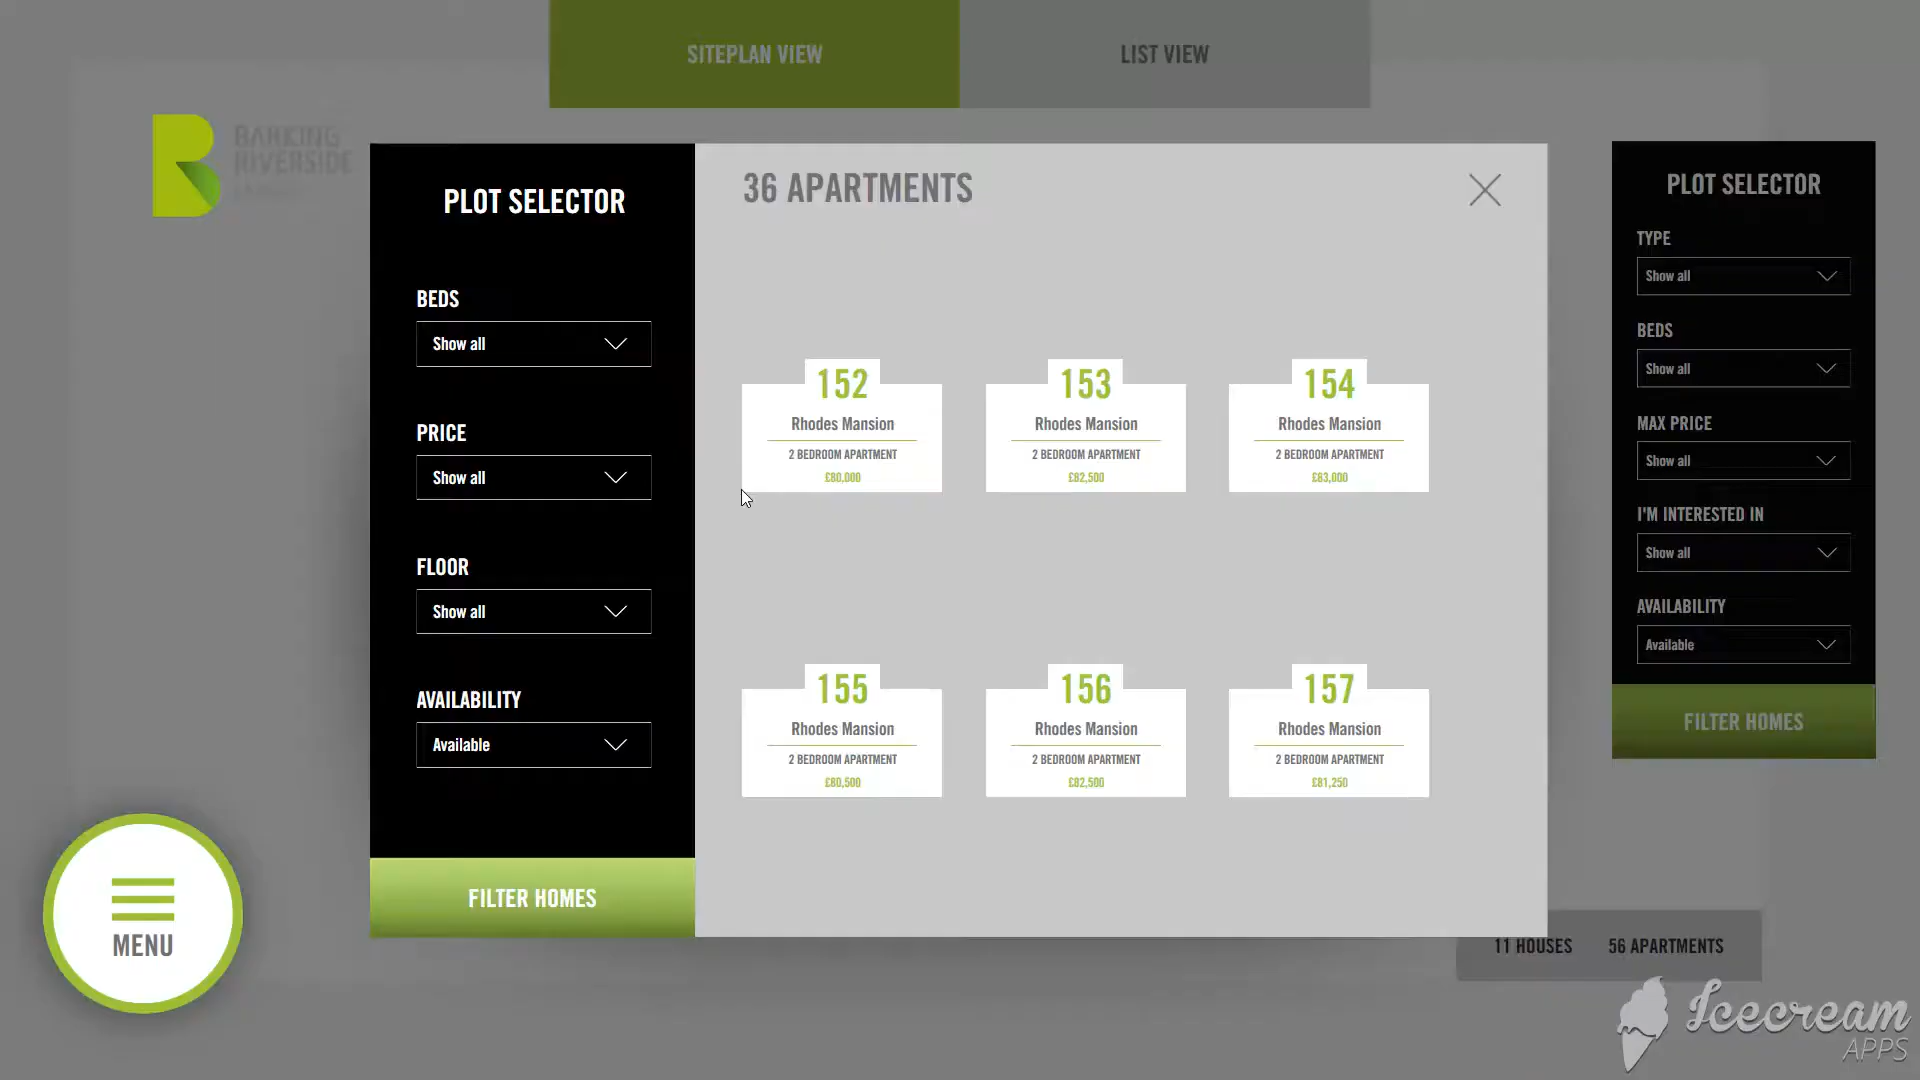 SITEPLAN VIEW
LIST VIEW
BARKING
RIVERSIDE
PLOT SELECTOR
BEDS
Show all
PRICE
Show all
FLOOR
Show all
AVAILABILITY
Available
FILTER HOMES
36 APARTMENTS
152
Rhodes Mansion
2 BEDROOM APARTMENT
£80,000
153
Rhodes Mansion
2 BEDROOM APARTMENT
£82,500
154
Rhodes Mansion
2 BEDROOM APARTMENT
£83,000
155
Rhodes Mansion
2 BEDROOM APARTMENT
£80,500
156
Rhodes Mansion
2 BEDROOM APARTMENT
£82,500
157
Rhodes Mansion
2 BEDROOM APARTMENT
£81,250
PLOT SELECTOR
TYPE
Show all
BEDS
Show all
MAX PRICE
Show all
I'M INTERESTED IN
Show all
AVAILABILITY
Available
FILTER HOMES
MENU
11 HOUSES
56 APARTMENTS
Icecream
APPS